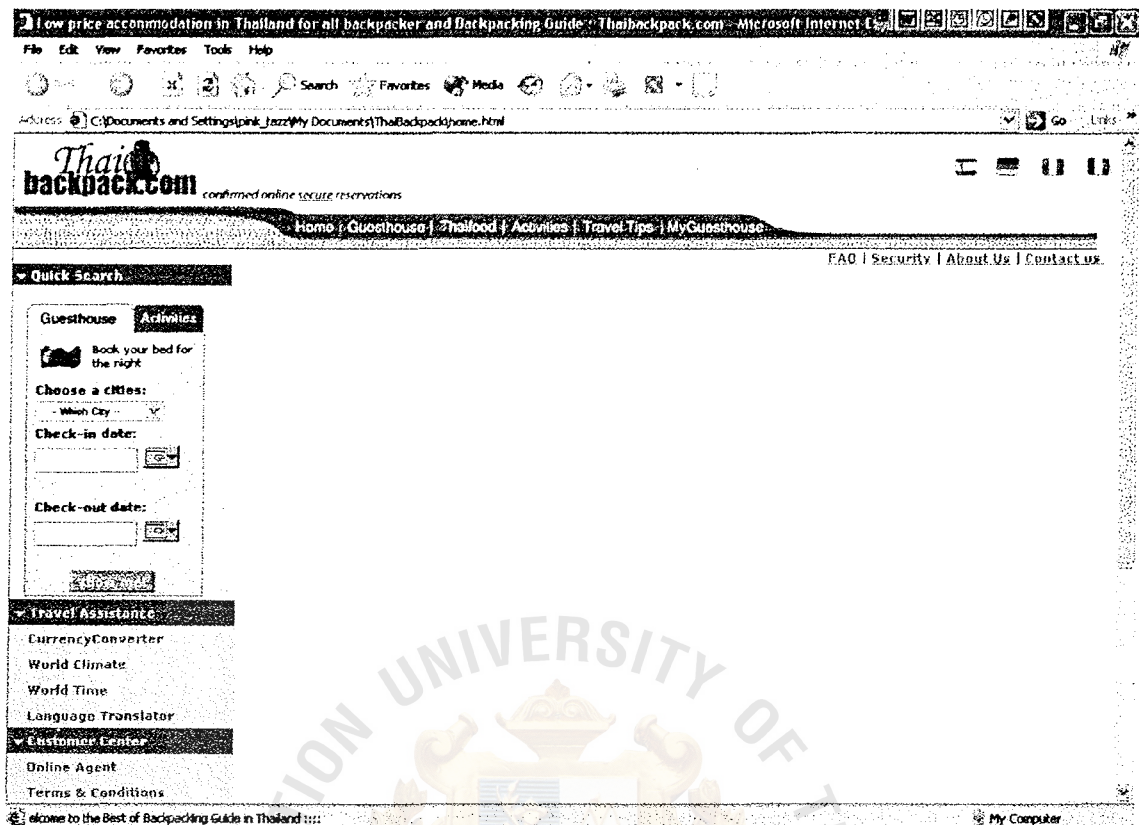 Low price accommodation in Thailand for all backpacker and Backpacking Guide :: Thaibackpack.com - Microsoft Internet
File Edit View Favorites Tools Help
Search Favorites Media
Address C:\Documents and Settings\pink_jazz\My Documents\ThaiBackpack\home.html Go Links »
Thai
backpack.com confirmed online secure reservations
Home | Guesthouse | Thaifood | Activities | Travel Tips | MyGuesthouse
FAQ | Security | About Us | Contact us
Quick Search
Guesthouse Activities
Book your bed for
the night
Choose a cities:
-- Which City --
Check-in date:
Check-out date:
Travel Assistance
CurrencyConverter
World Climate
World Time
Language Translator
Customer Center
Online Agent
Terms & Conditions
elcome to the Best of Backpacking Guide in Thailand :::: My Computer
UNIVERSITY OF